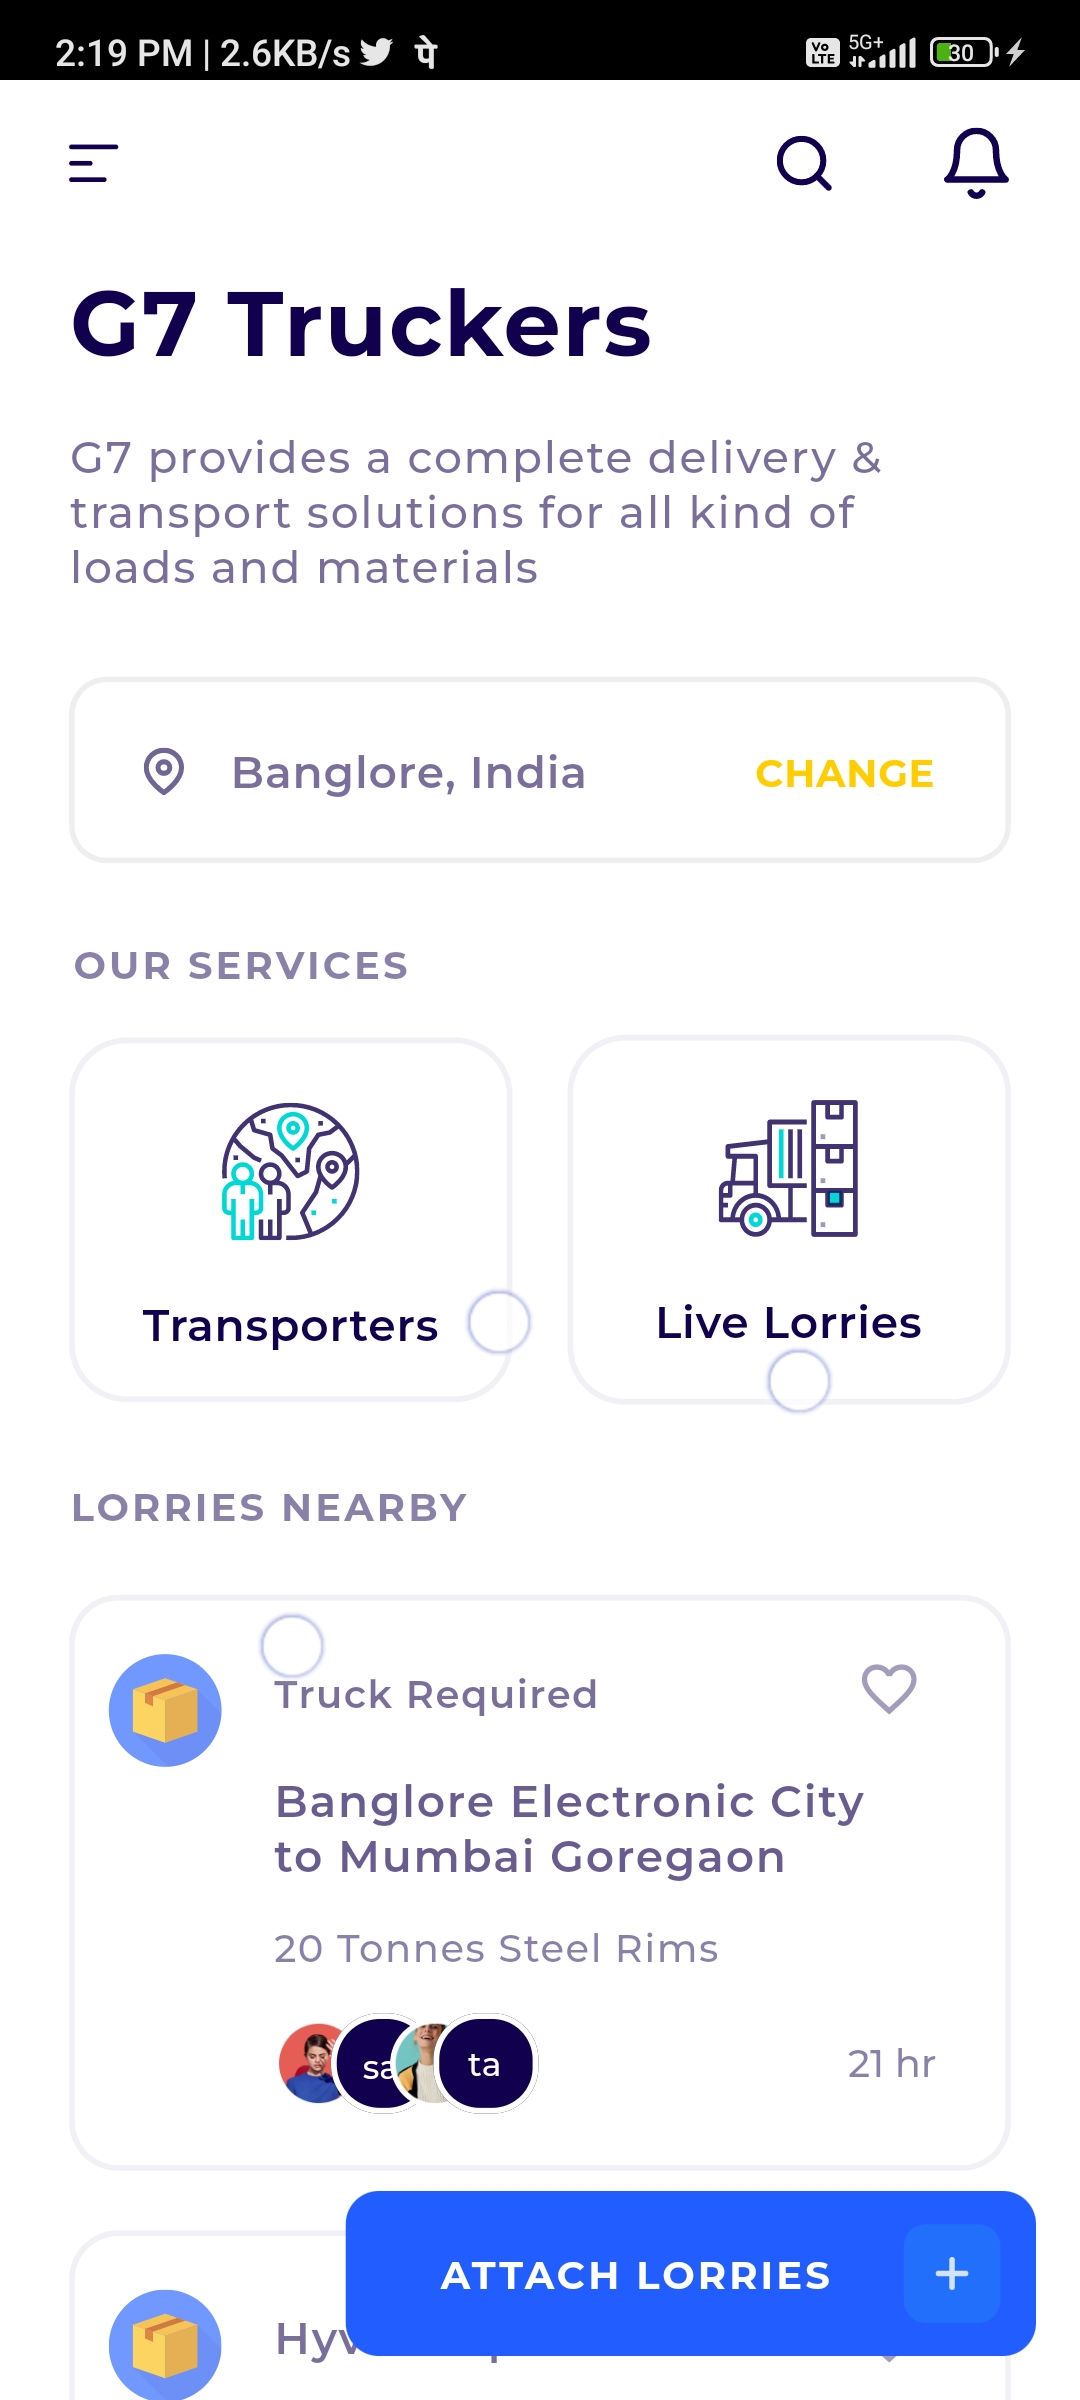 2:19 PM | 2.6KB/s पे Vo LTE 5G+ 30
G7 Truckers
G7 provides a complete delivery &
transport solutions for all kind of
loads and materials
Banglore, India CHANGE
OUR SERVICES
Transporters Live Lorries
LORRIES NEARBY
Truck Required
Banglore Electronic City
to Mumbai Goregaon
20 Tonnes Steel Rims
sa ta 21 hr
ATTACH LORRIES +